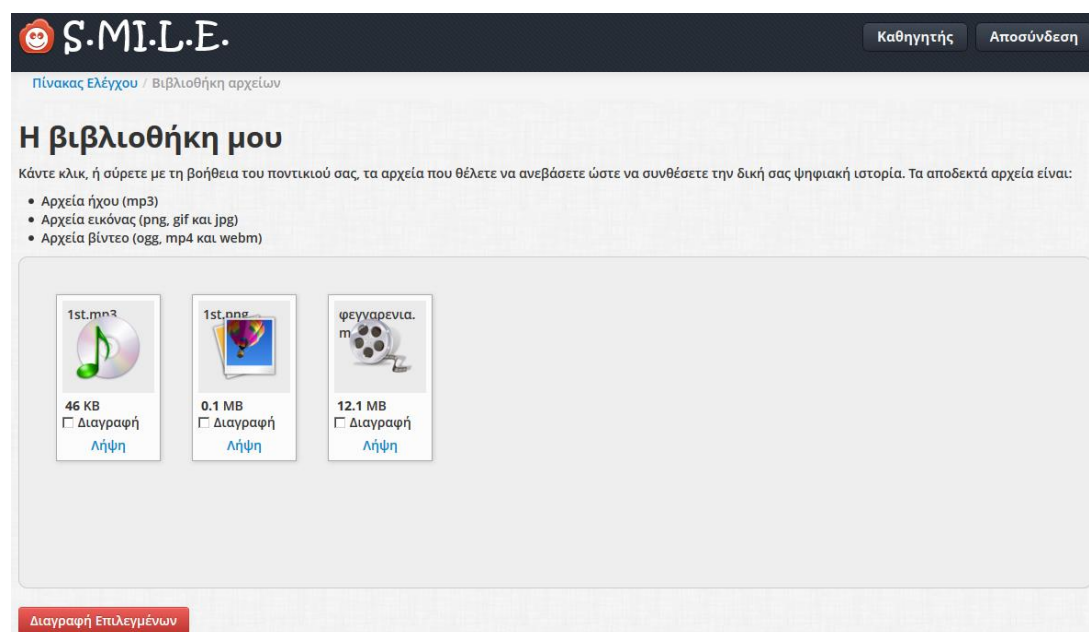 S.MI.L.E.
Καθηγητής Αποσύνδεση
Πίνακας Ελέγχου / Βιβλιοθήκη αρχείων
Η βιβλιοθήκη μου
Κάντε κλικ, ή σύρετε με τη βοήθεια του ποντικιού σας, τα αρχεία που θέλετε να ανεβάσετε ώστε να συνθέσετε την δική σας ψηφιακή ιστορία. Τα αποδεκτά αρχεία είναι:
• Αρχεία ήχου (mp3)
• Αρχεία εικόνας (png, gif και jpg)
• Αρχεία βίντεο (ogg, mp4 και webm)
1st.mp3 1st.png φεγγαρενια.
46 KB 0.1 MB 12.1 MB
Διαγραφή Διαγραφή Διαγραφή
Λήψη Λήψη Λήψη
Διαγραφή Επιλεγμένων